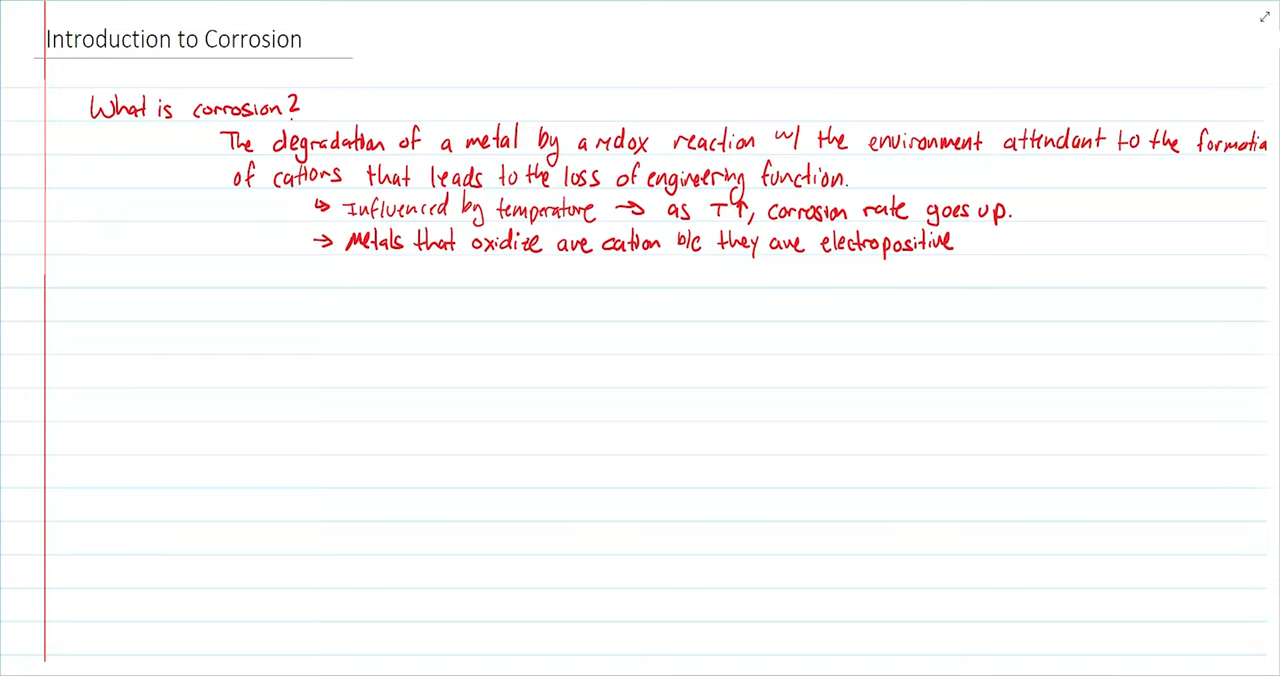 Introduction to Corrosion
What is corrosion?
The degradation of a metal by a redox reaction w/ the environment attendant to the formatio
of cations that leads to the loss of engineering function.
↳ Influenced by temperature → as T↑, corrosion rate goes up.
→ Metals that oxidize are cation b/c they are electropositive